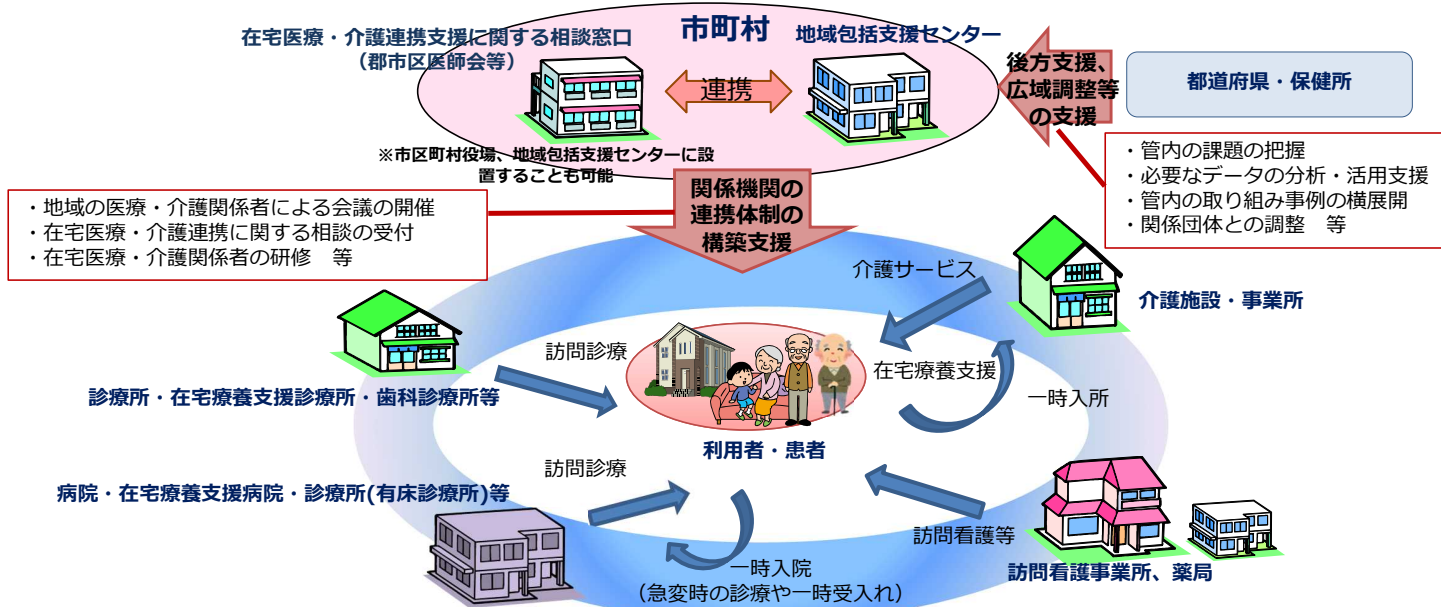 市町村
在宅医療・介護連携支援に関する相談窓口
（郡市区医師会等）
地域包括支援センター
連携
※市区町村役場、地域包括支援センターに設
置することも可能
後方支援、
広域調整等
の支援
都道府県・保健所
・管内の課題の把握
・必要なデータの分析・活用支援
・管内の取り組み事例の横展開
・関係団体との調整　等
関係機関の
連携体制の
構築支援
・地域の医療・介護関係者による会議の開催
・在宅医療・介護連携に関する相談の受付
・在宅医療・介護関係者の研修　等
介護サービス
介護施設・事業所
訪問診療
在宅療養支援
一時入所
診療所・在宅療養支援診療所・歯科診療所等
利用者・患者
訪問診療
病院・在宅療養支援病院・診療所(有床診療所)等
訪問看護等
一時入院
（急変時の診療や一時受入れ）
訪問看護事業所、薬局